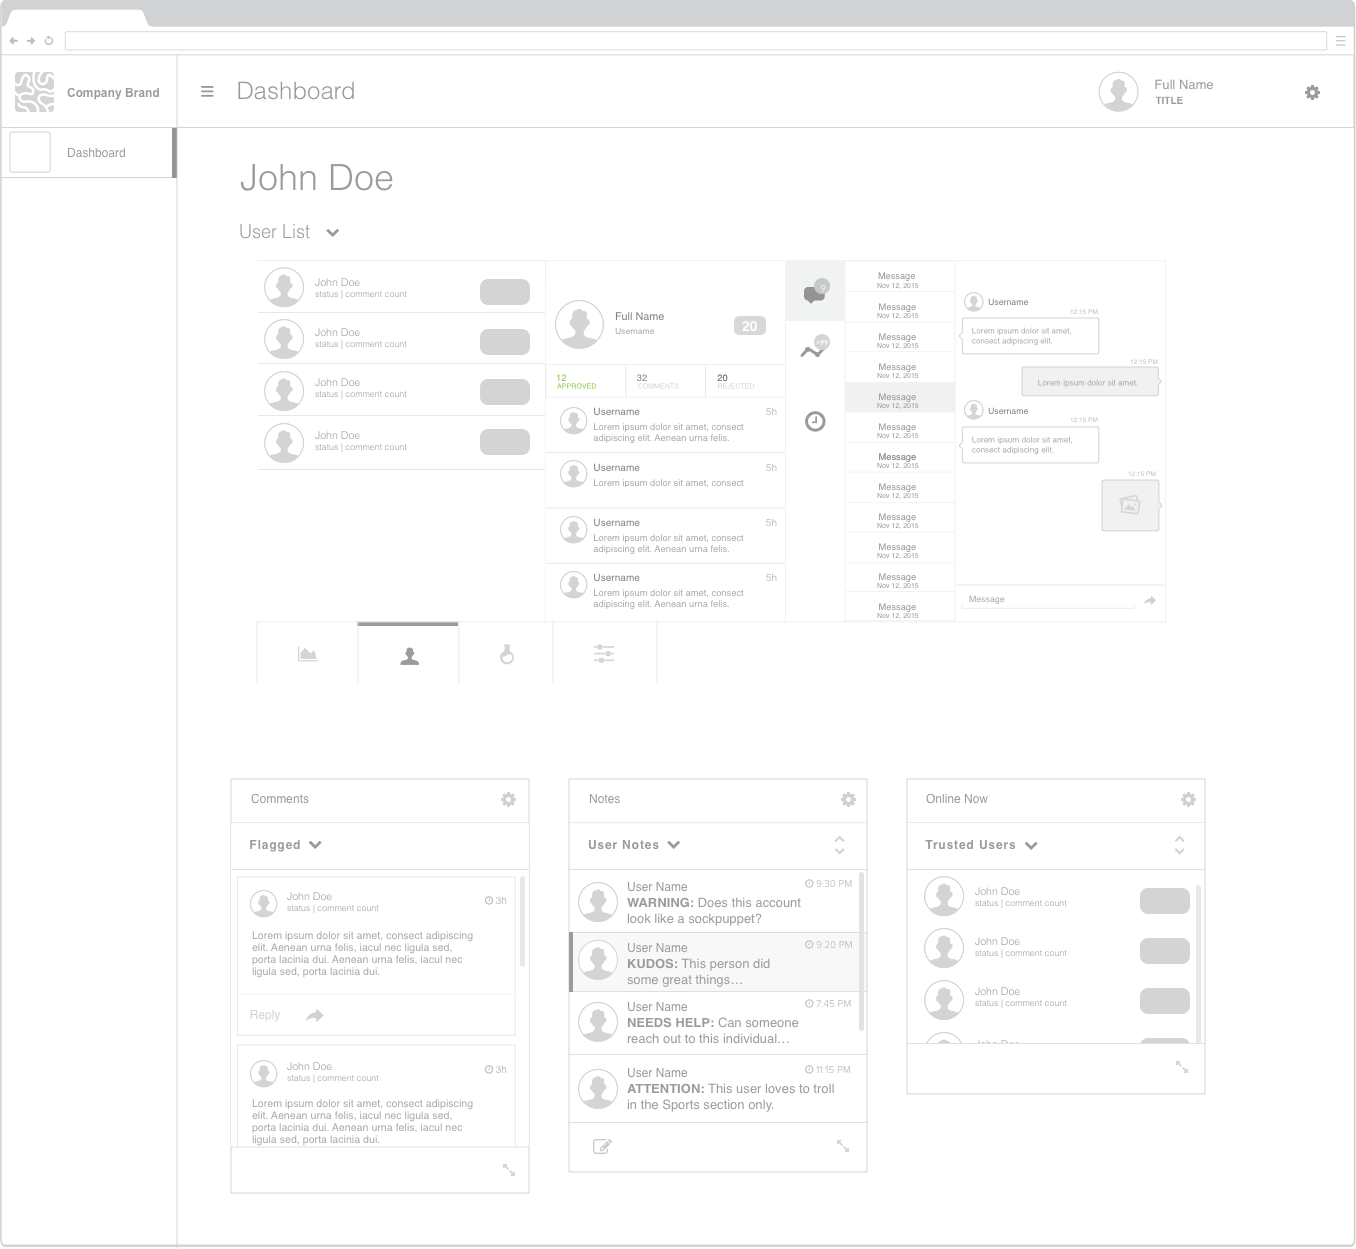 Company Brand
Dashboard
Full Name
TITLE
Dashboard
John Doe
User List
John Doe
status | comment count
John Doe
status | comment count
John Doe
status | comment count
John Doe
status | comment count
Full Name
Username
20
12
APPROVED
32
COMMENTS
20
REJECTED
Username 5h
Lorem ipsum dolor sit amet, consect
adipiscing elit. Aenean urna felis.
Username 5h
Lorem ipsum dolor sit amet, consect
Username 5h
Lorem ipsum dolor sit amet, consect
adipiscing elit. Aenean urna felis.
Username 5h
Lorem ipsum dolor sit amet, consect
adipiscing elit. Aenean urna felis.
+99
Message
Nov 12, 2015
Message
Nov 12, 2015
Message
Nov 12, 2015
Message
Nov 12, 2015
Message
Nov 12, 2015
Message
Nov 12, 2015
Message
Nov 12, 2015
Message
Nov 12, 2015
Message
Nov 12, 2015
Message
Nov 12, 2015
Message
Nov 12, 2015
Message
Nov 12, 2015
Username
12:15 PM
Lorem ipsum dolor sit amet,
consect adipiscing elit.
12:15 PM
Lorem ipsum dolor sit amet.
Username
12:15 PM
Lorem ipsum dolor sit amet,
consect adipiscing elit.
12:15 PM
Message
Comments
Flagged
John Doe
status | comment count
3h
Lorem ipsum dolor sit amet, consect adipiscing
elit. Aenean urna felis, iacul nec ligula sed,
porta lacinia dui. Aenean urna felis, iacul nec
ligula sed, porta lacinia dui.
Reply
John Doe
status | comment count
3h
Lorem ipsum dolor sit amet, consect adipiscing
elit. Aenean urna felis, iacul nec ligula sed,
porta lacinia dui. Aenean urna felis, iacul nec
ligula sed, porta lacinia dui.
Notes
User Notes
User Name 9:30 PM
WARNING: Does this account
look like a sockpuppet?
User Name 9:20 PM
KUDOS: This person did
some great things...
User Name 7:45 PM
NEEDS HELP: Can someone
reach out to this individual...
User Name 11:15 PM
ATTENTION: This user loves to troll
in the Sports section only.
Online Now
Trusted Users
John Doe
status | comment count
John Doe
status | comment count
John Doe
status | comment count
John Doe